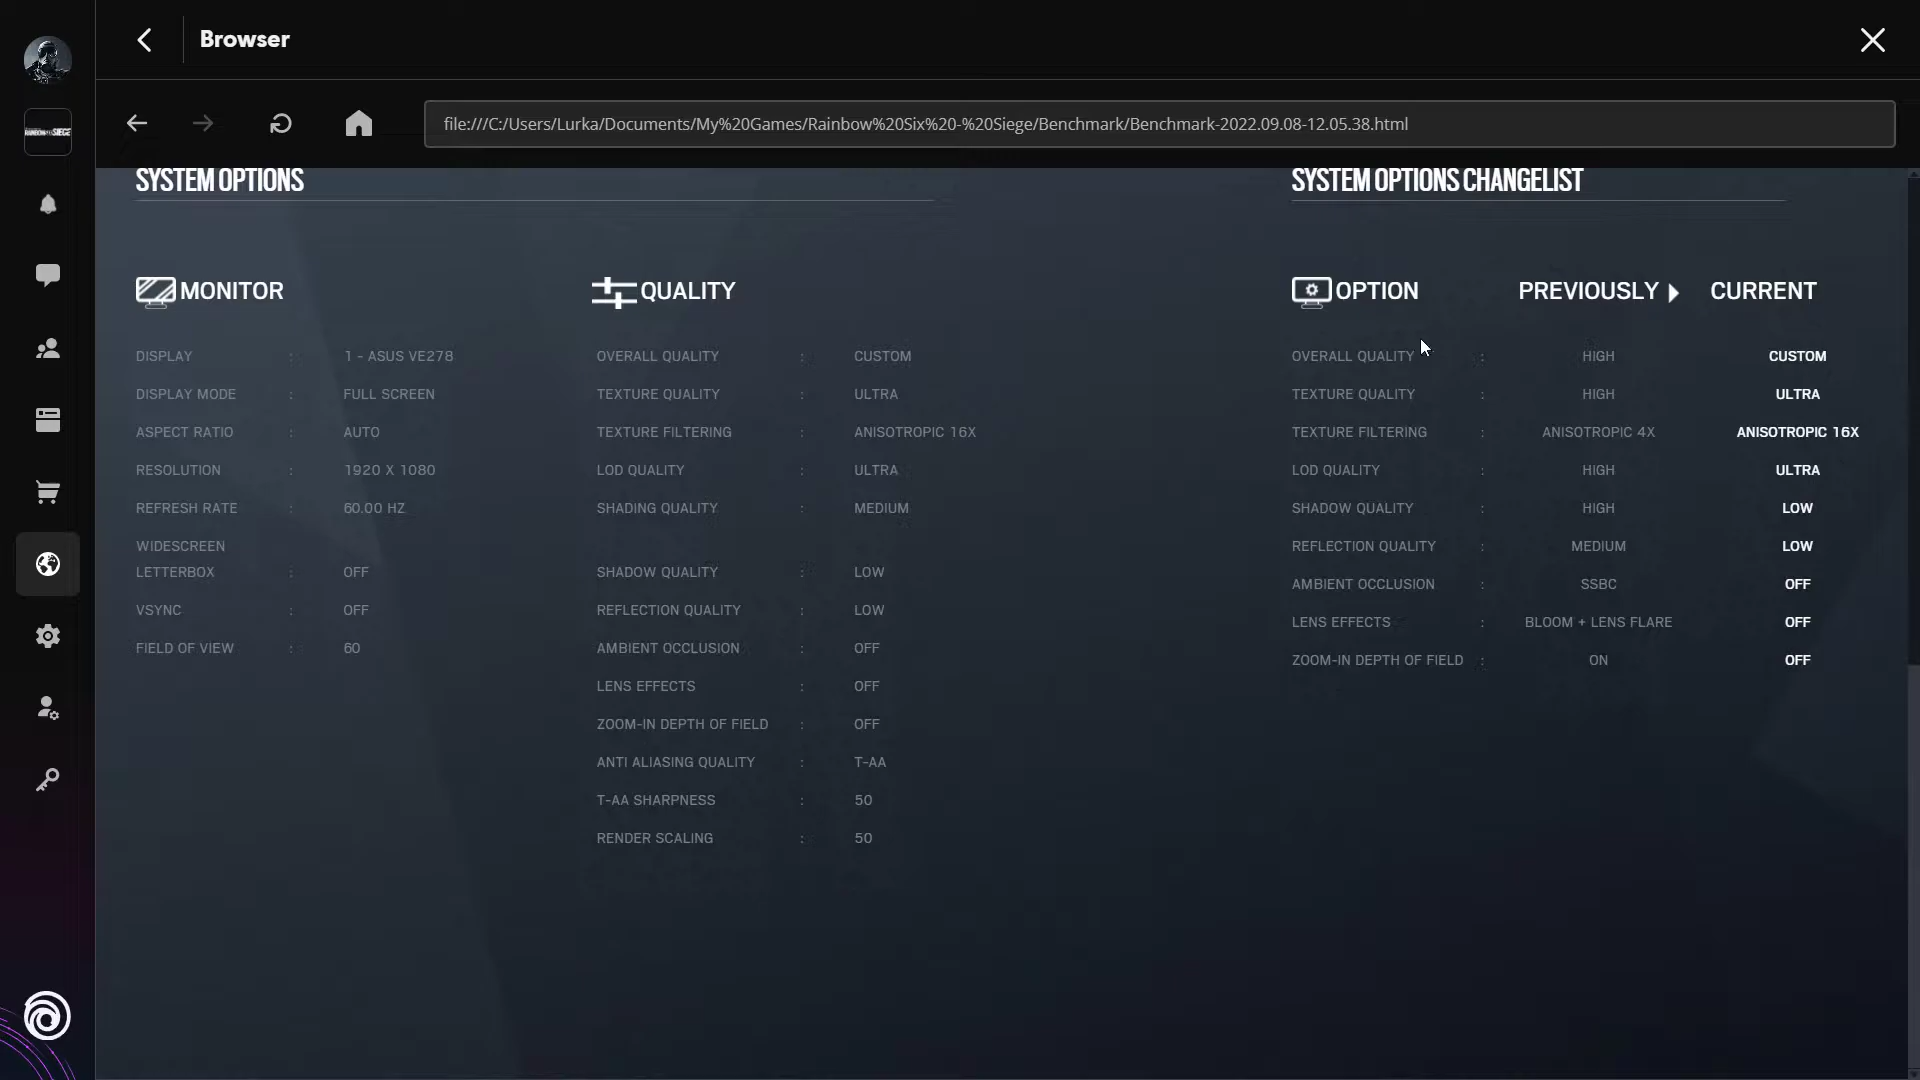 Browser
file:///C:/Users/Lurka/Documents/My%20Games/Rainbow%20Six%20-%20Siege/Benchmark/Benchmark-2022.09.08-12.05.38.html
SYSTEM OPTIONS
MONITOR
DISPLAY : 1 - ASUS VE278
DISPLAY MODE : FULL SCREEN
ASPECT RATIO : AUTO
RESOLUTION : 1920 X 1080
REFRESH RATE : 60.00 HZ
WIDESCREEN
LETTERBOX : OFF
VSYNC : OFF
FIELD OF VIEW : 60
QUALITY
OVERALL QUALITY : CUSTOM
TEXTURE QUALITY : ULTRA
TEXTURE FILTERING : ANISOTROPIC 16X
LOD QUALITY : ULTRA
SHADING QUALITY : MEDIUM
SHADOW QUALITY : LOW
REFLECTION QUALITY : LOW
AMBIENT OCCLUSION : OFF
LENS EFFECTS : OFF
ZOOM-IN DEPTH OF FIELD : OFF
ANTI ALIASING QUALITY : T-AA
T-AA SHARPNESS : 50
RENDER SCALING : 50
SYSTEM OPTIONS CHANGELIST
OPTION PREVIOUSLY CURRENT
OVERALL QUALITY : HIGH CUSTOM
TEXTURE QUALITY : HIGH ULTRA
TEXTURE FILTERING : ANISOTROPIC 4X ANISOTROPIC 16X
LOD QUALITY : HIGH ULTRA
SHADOW QUALITY : HIGH LOW
REFLECTION QUALITY : MEDIUM LOW
AMBIENT OCCLUSION : SSBC OFF
LENS EFFECTS : BLOOM + LENS FLARE OFF
ZOOM-IN DEPTH OF FIELD : ON OFF